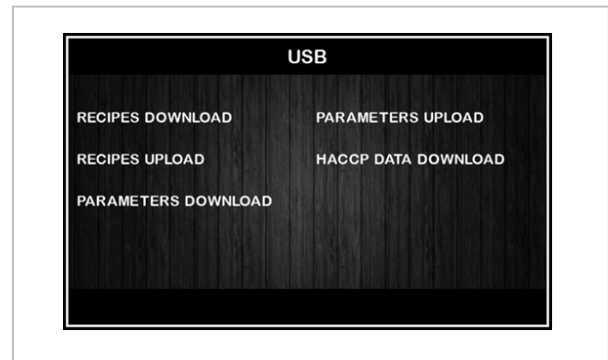 USB
RECIPES DOWNLOAD
RECIPES UPLOAD
PARAMETERS DOWNLOAD
PARAMETERS UPLOAD
HACCP DATA DOWNLOAD